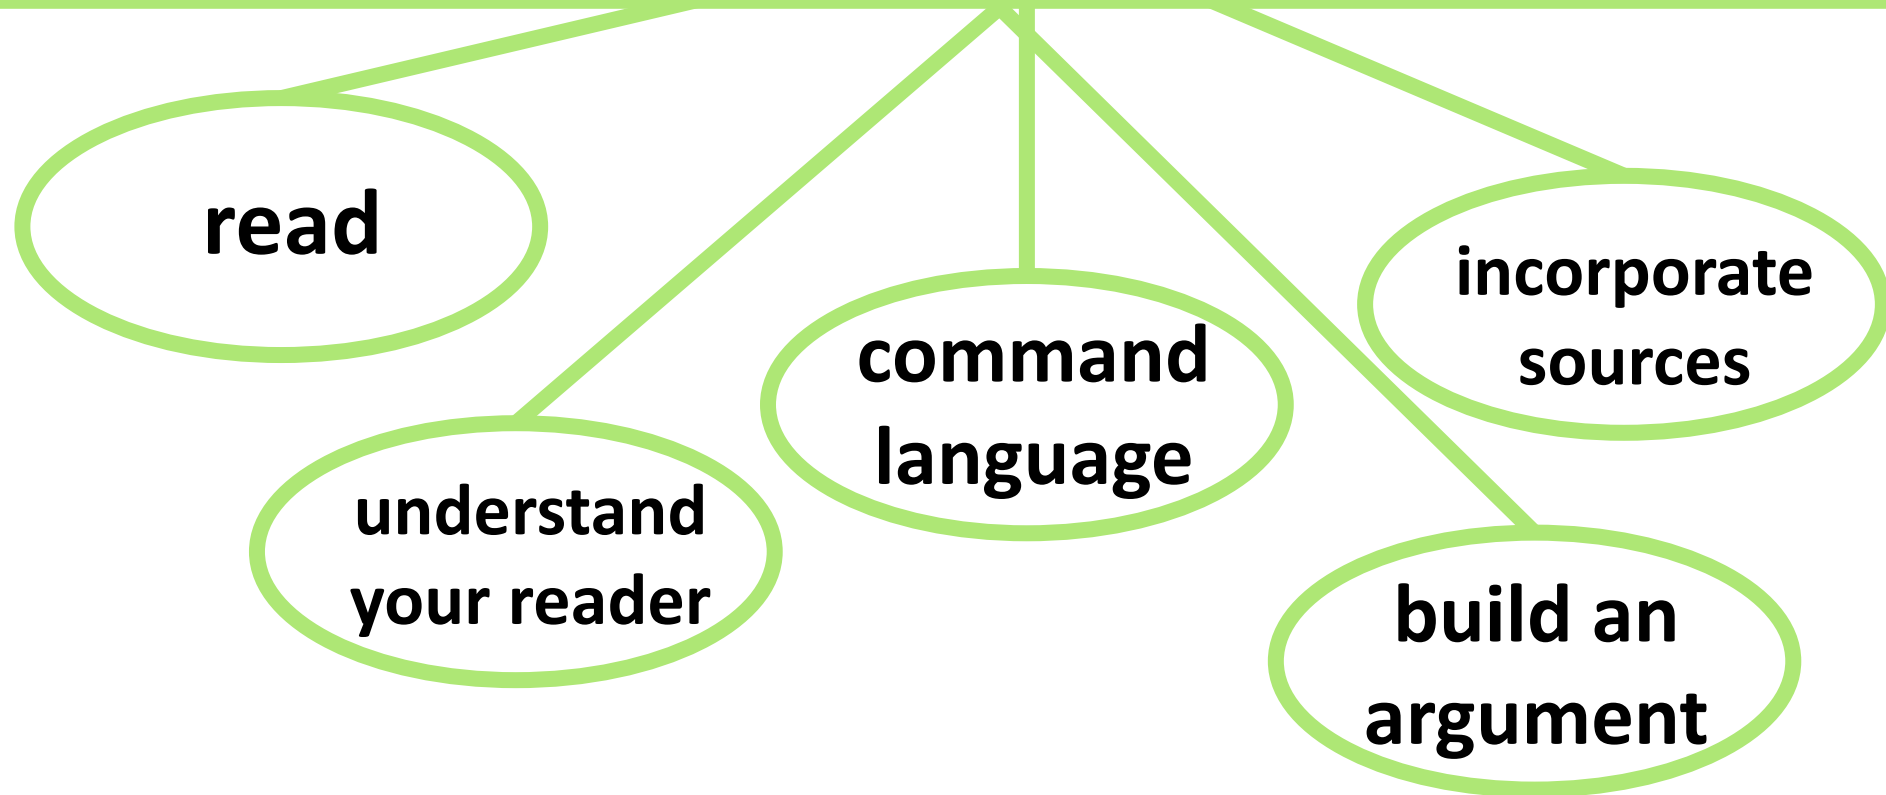 read
understand
your reader
command
language
incorporate
sources
build an
argument